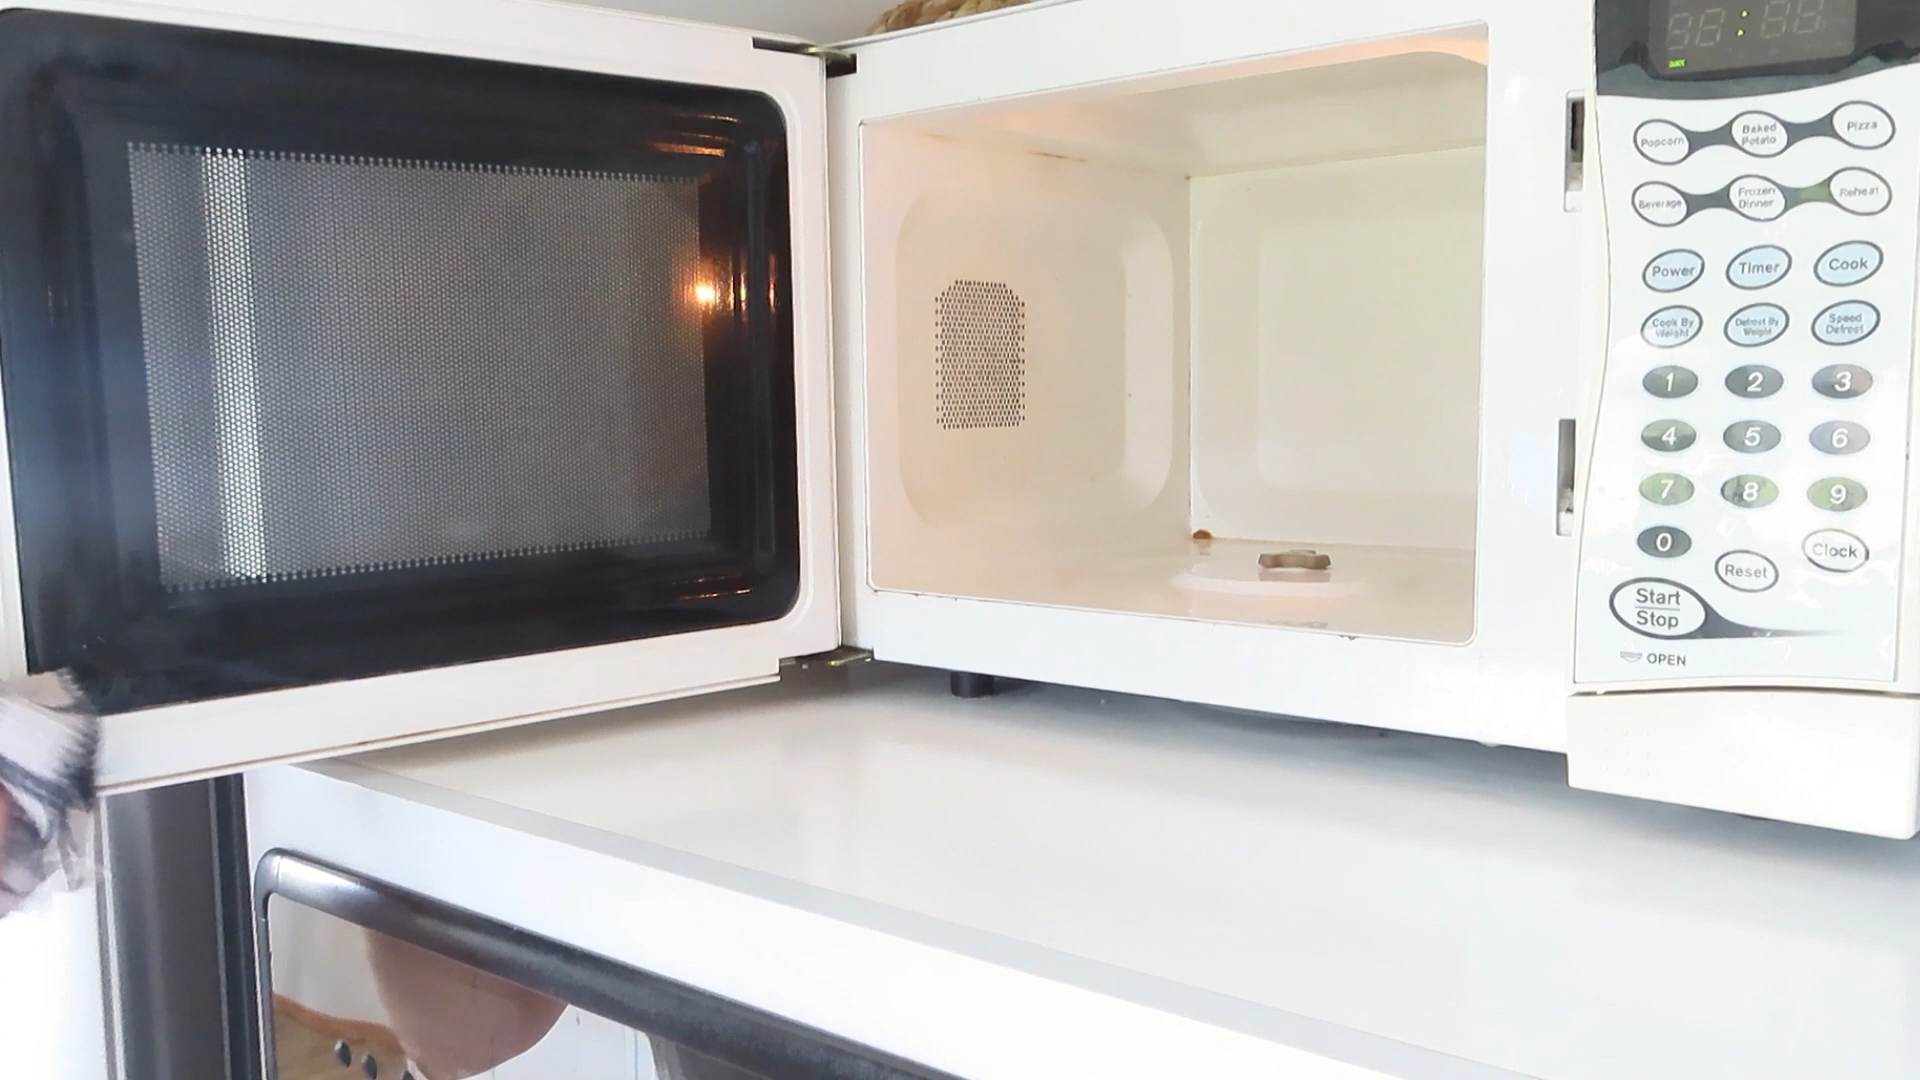 Popcorn Baked Potato Pizza
Beverage Frozen Dinner Reheat
Power Timer Cook
Cook By Weight Defrost By Weight Speed Defrost
1 2 3
4 5 6
7 8 9
0 Reset Clock
Start Stop
OPEN